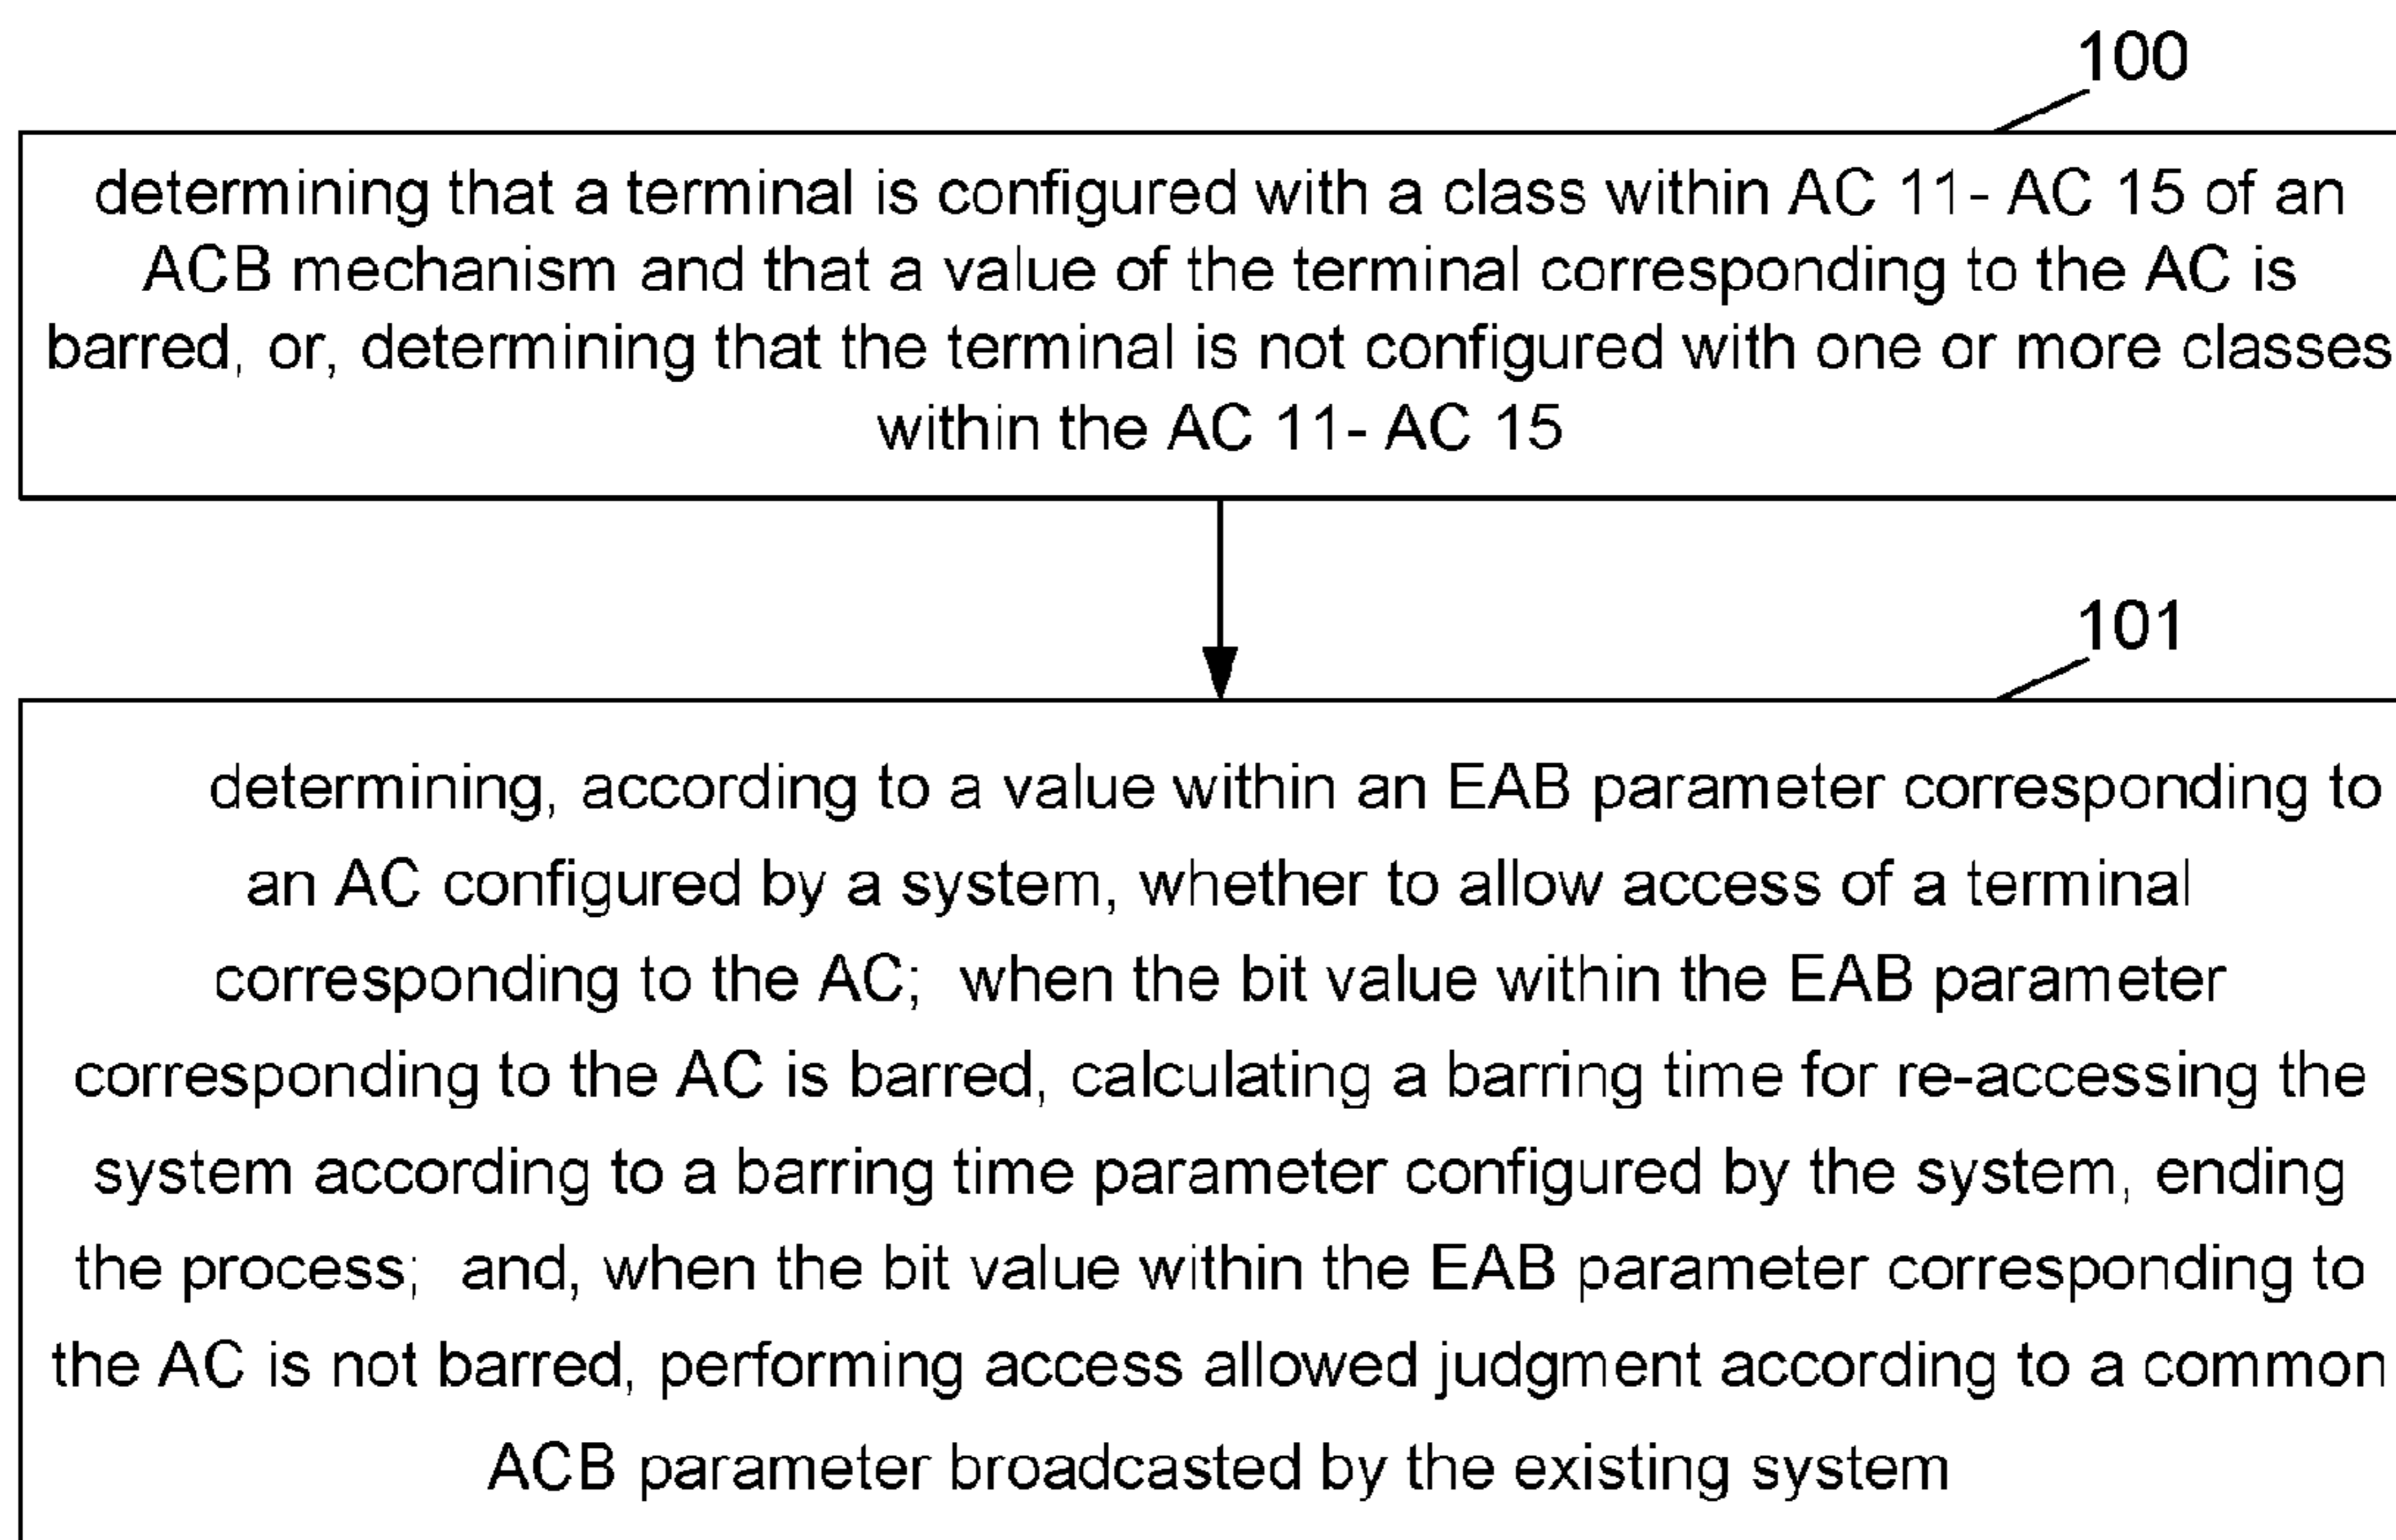 100
determining that a terminal is configured with a class within AC 11- AC 15 of an
ACB mechanism and that a value of the terminal corresponding to the AC is
barred, or, determining that the terminal is not configured with one or more classes
within the AC 11- AC 15
101
determining, according to a value within an EAB parameter corresponding to
an AC configured by a system, whether to allow access of a terminal
corresponding to the AC; when the bit value within the EAB parameter
corresponding to the AC is barred, calculating a barring time for re-accessing the
system according to a barring time parameter configured by the system, ending
the process; and, when the bit value within the EAB parameter corresponding to
the AC is not barred, performing access allowed judgment according to a common
ACB parameter broadcasted by the existing system